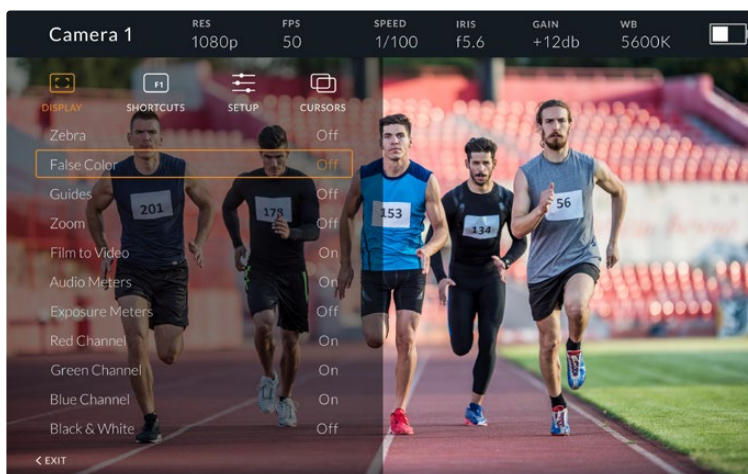 Camera 1
RES FPS SPEED IRIS GAIN WB
1080p 50 1/100 f5.6 +12db 5600K
F1
DISPLAY SHORTCUTS SETUP CURSORS
Zebra Off
False Color Off
Guides Off
Zoom Off
Film to Video On
Audio Meters On
Exposure Meters Off
Red Channel On
Green Channel On
Blue Channel On
Black & White Off
< EXIT
201
178
153
134
56